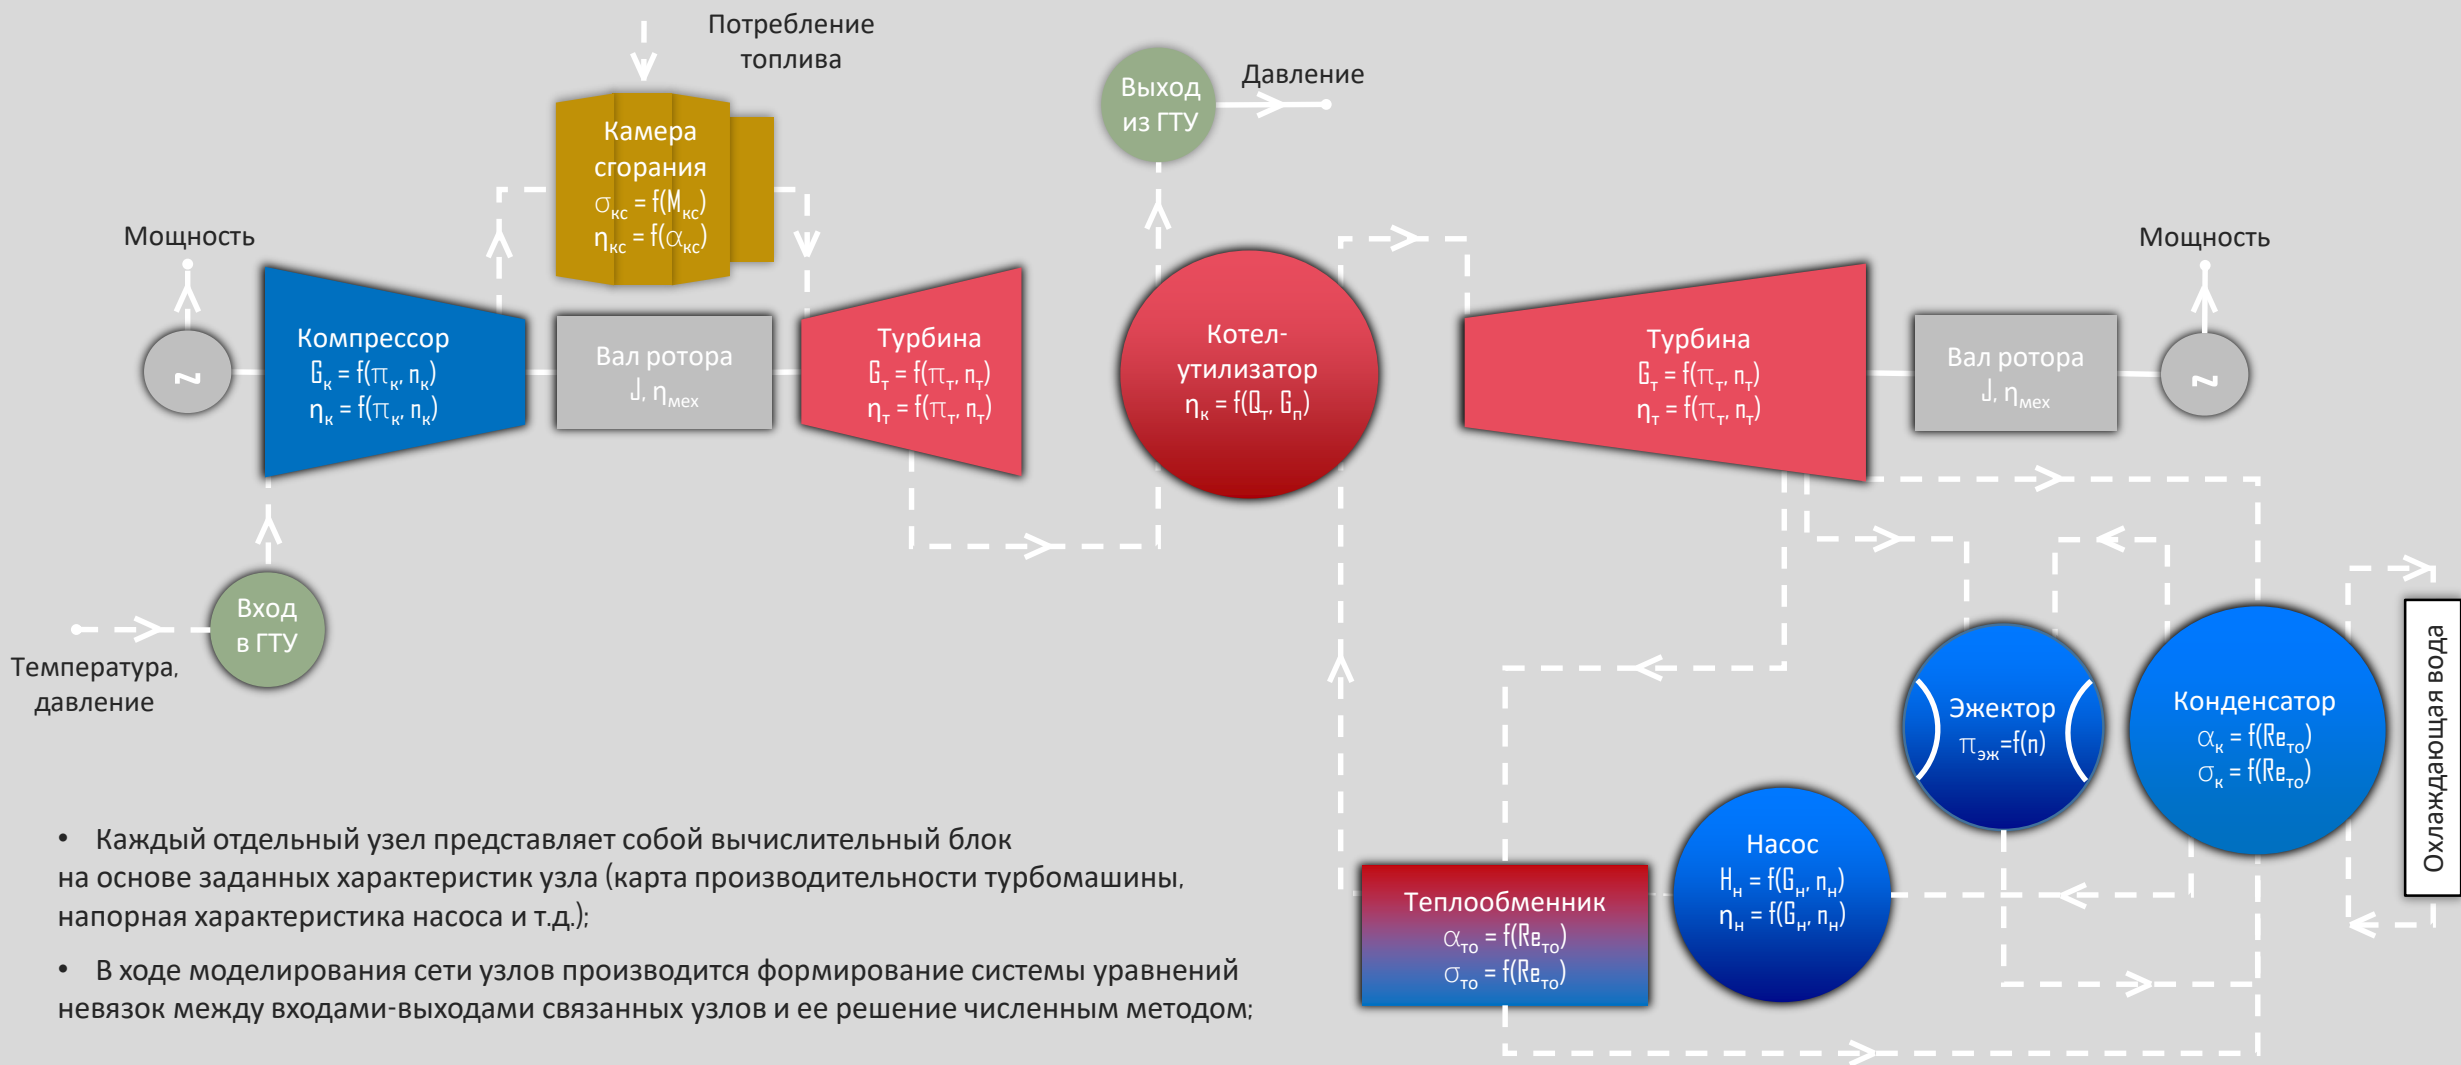 Потребление
топлива
Камера
сгорания
σкс = f(Mкс)
ηкс = f(αкс)
Выход
из ГТУ
Давление
Мощность
Компрессор
Gк = f(πк, nк)
ηк = f(πк, nк)
Вал ротора
J, ηмех
Турбина
Gт = f(πт, nт)
ηт = f(πт, nт)
Котел-
утилизатор
ηк = f(Qт, Gп)
Турбина
Gт = f(πт, nт)
ηт = f(πт, nт)
Вал ротора
J, ηмех
Мощность
~
~
Вход
в ГТУ
Температура,
давление
Эжектор
πэж=f(n)
Конденсатор
αк = f(Reто)
σк = f(Reто)
Охлаждающая вода
Насос
Hн = f(Gн, nн)
ηн = f(Gн, nн)
Теплообменник
αто = f(Reто)
σто = f(Reто)
• Каждый отдельный узел представляет собой вычислительный блок
на основе заданных характеристик узла (карта производительности турбомашины,
напорная характеристика насоса и т.д.);
• В ходе моделирования сети узлов производится формирование системы уравнений
невязок между входами-выходами связанных узлов и ее решение численным методом;